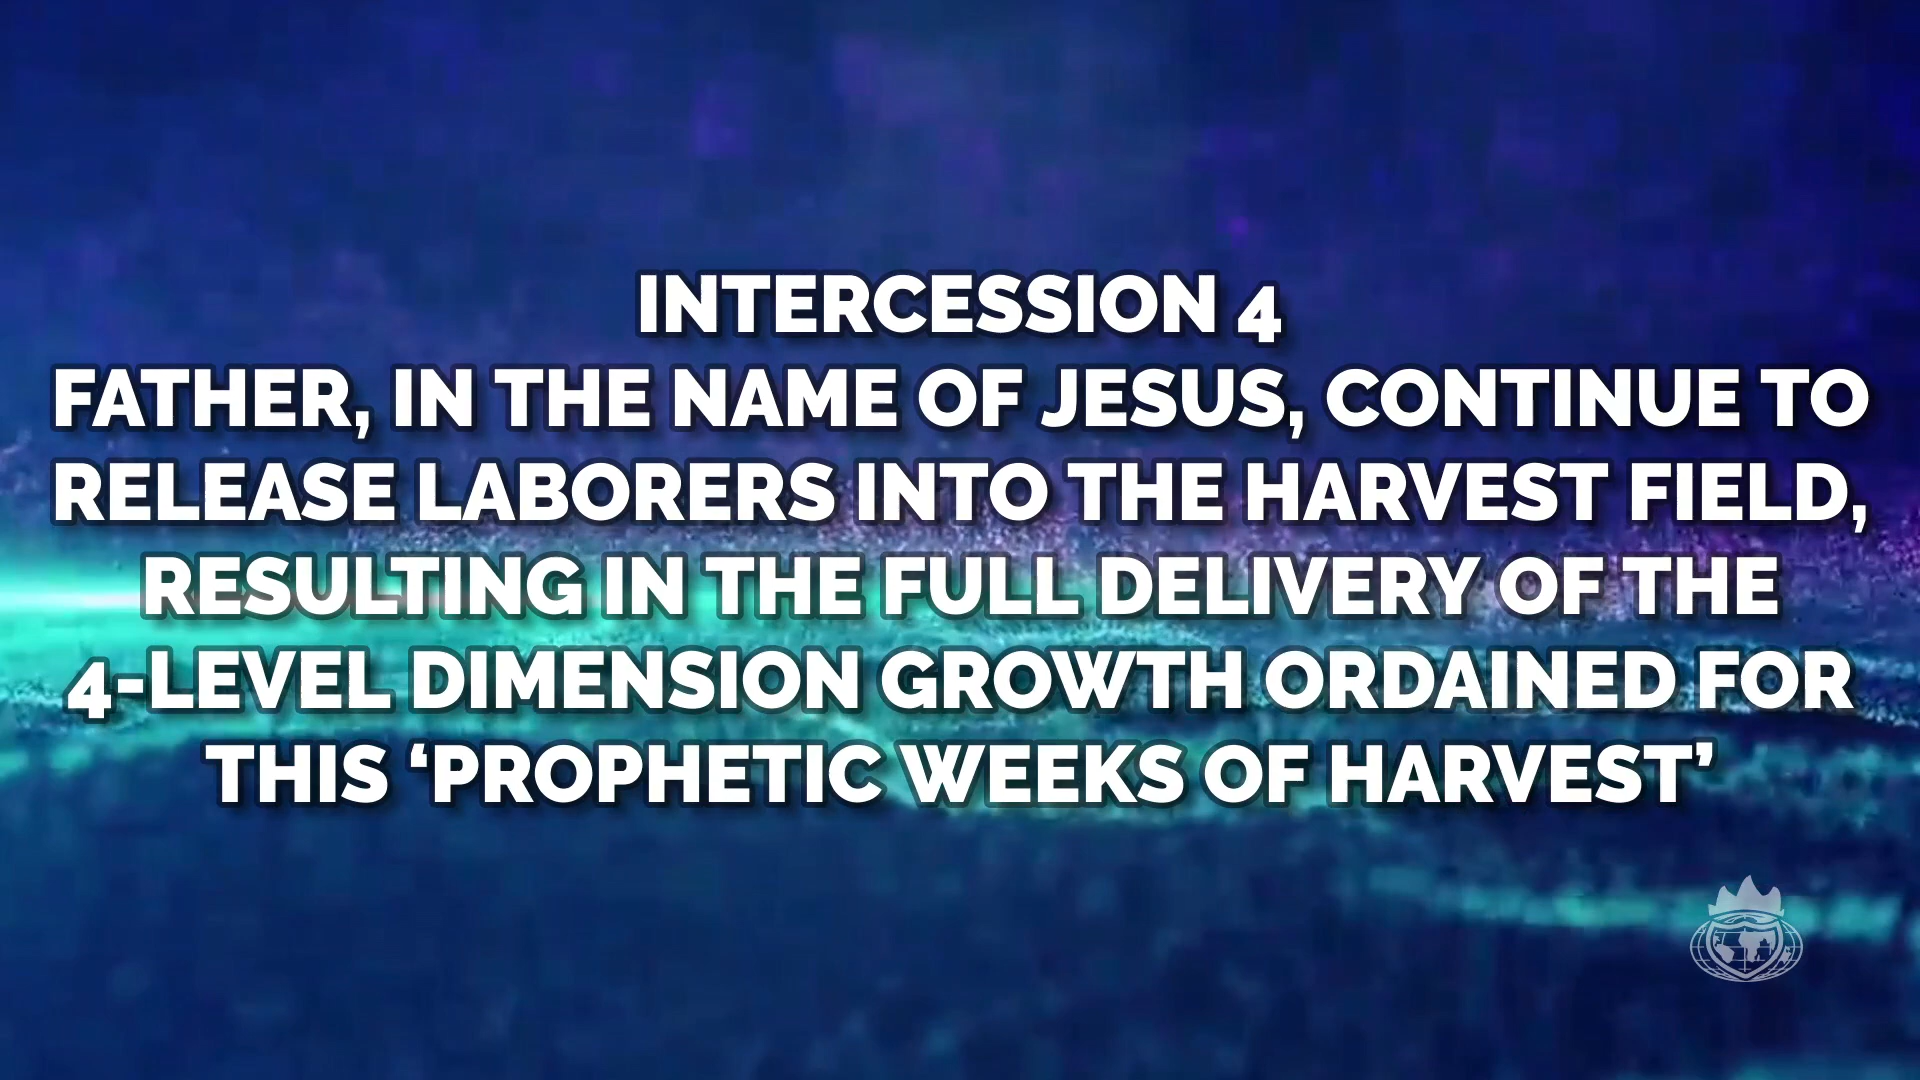 INTERCESSION 4
FATHER, IN THE NAME OF JESUS, CONTINUE TO
RELEASE LABORERS INTO THE HARVEST FIELD,
RESULTING IN THE FULL DELIVERY OF THE
4-LEVEL DIMENSION GROWTH ORDAINED FOR
THIS ‘PROPHETIC WEEKS OF HARVEST’